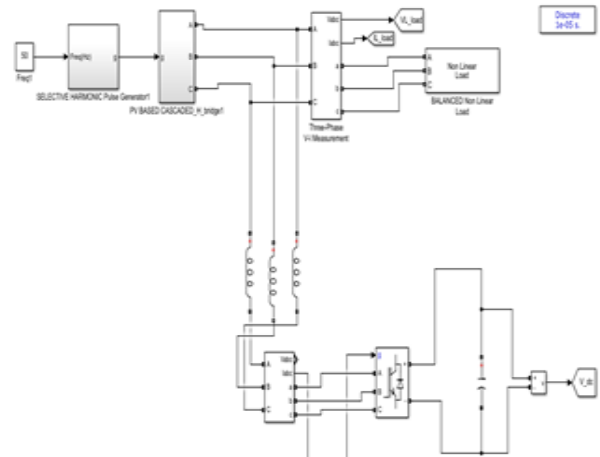 Discrete
1e-05 s.
50
Freq1
Freq(Hz)
SELECTIVE HARMONIC Pulse Generator1
A
B
C
PV BASED CASCADED_H_bridge1
Vabc
Iabc
A
B
C
a
b
c
Three-Phase
V-I Measurement
VL_load
IL_load
A
B
C
Non Linear
Load
BALANCED Non Linear
Load
A
B
C
Vabc
Iabc
a
b
c
g
A
B
C
+
-
+
-
V_dc